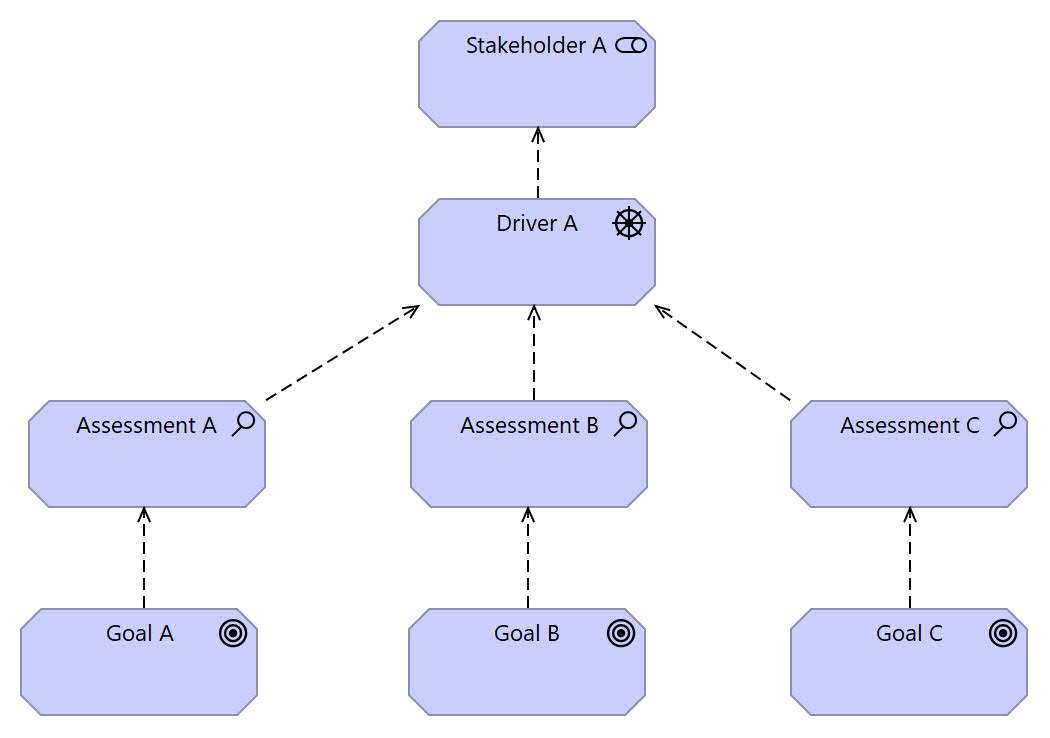 Stakeholder A
Driver A
Assessment A
Assessment B
Assessment C
Goal A
Goal B
Goal C